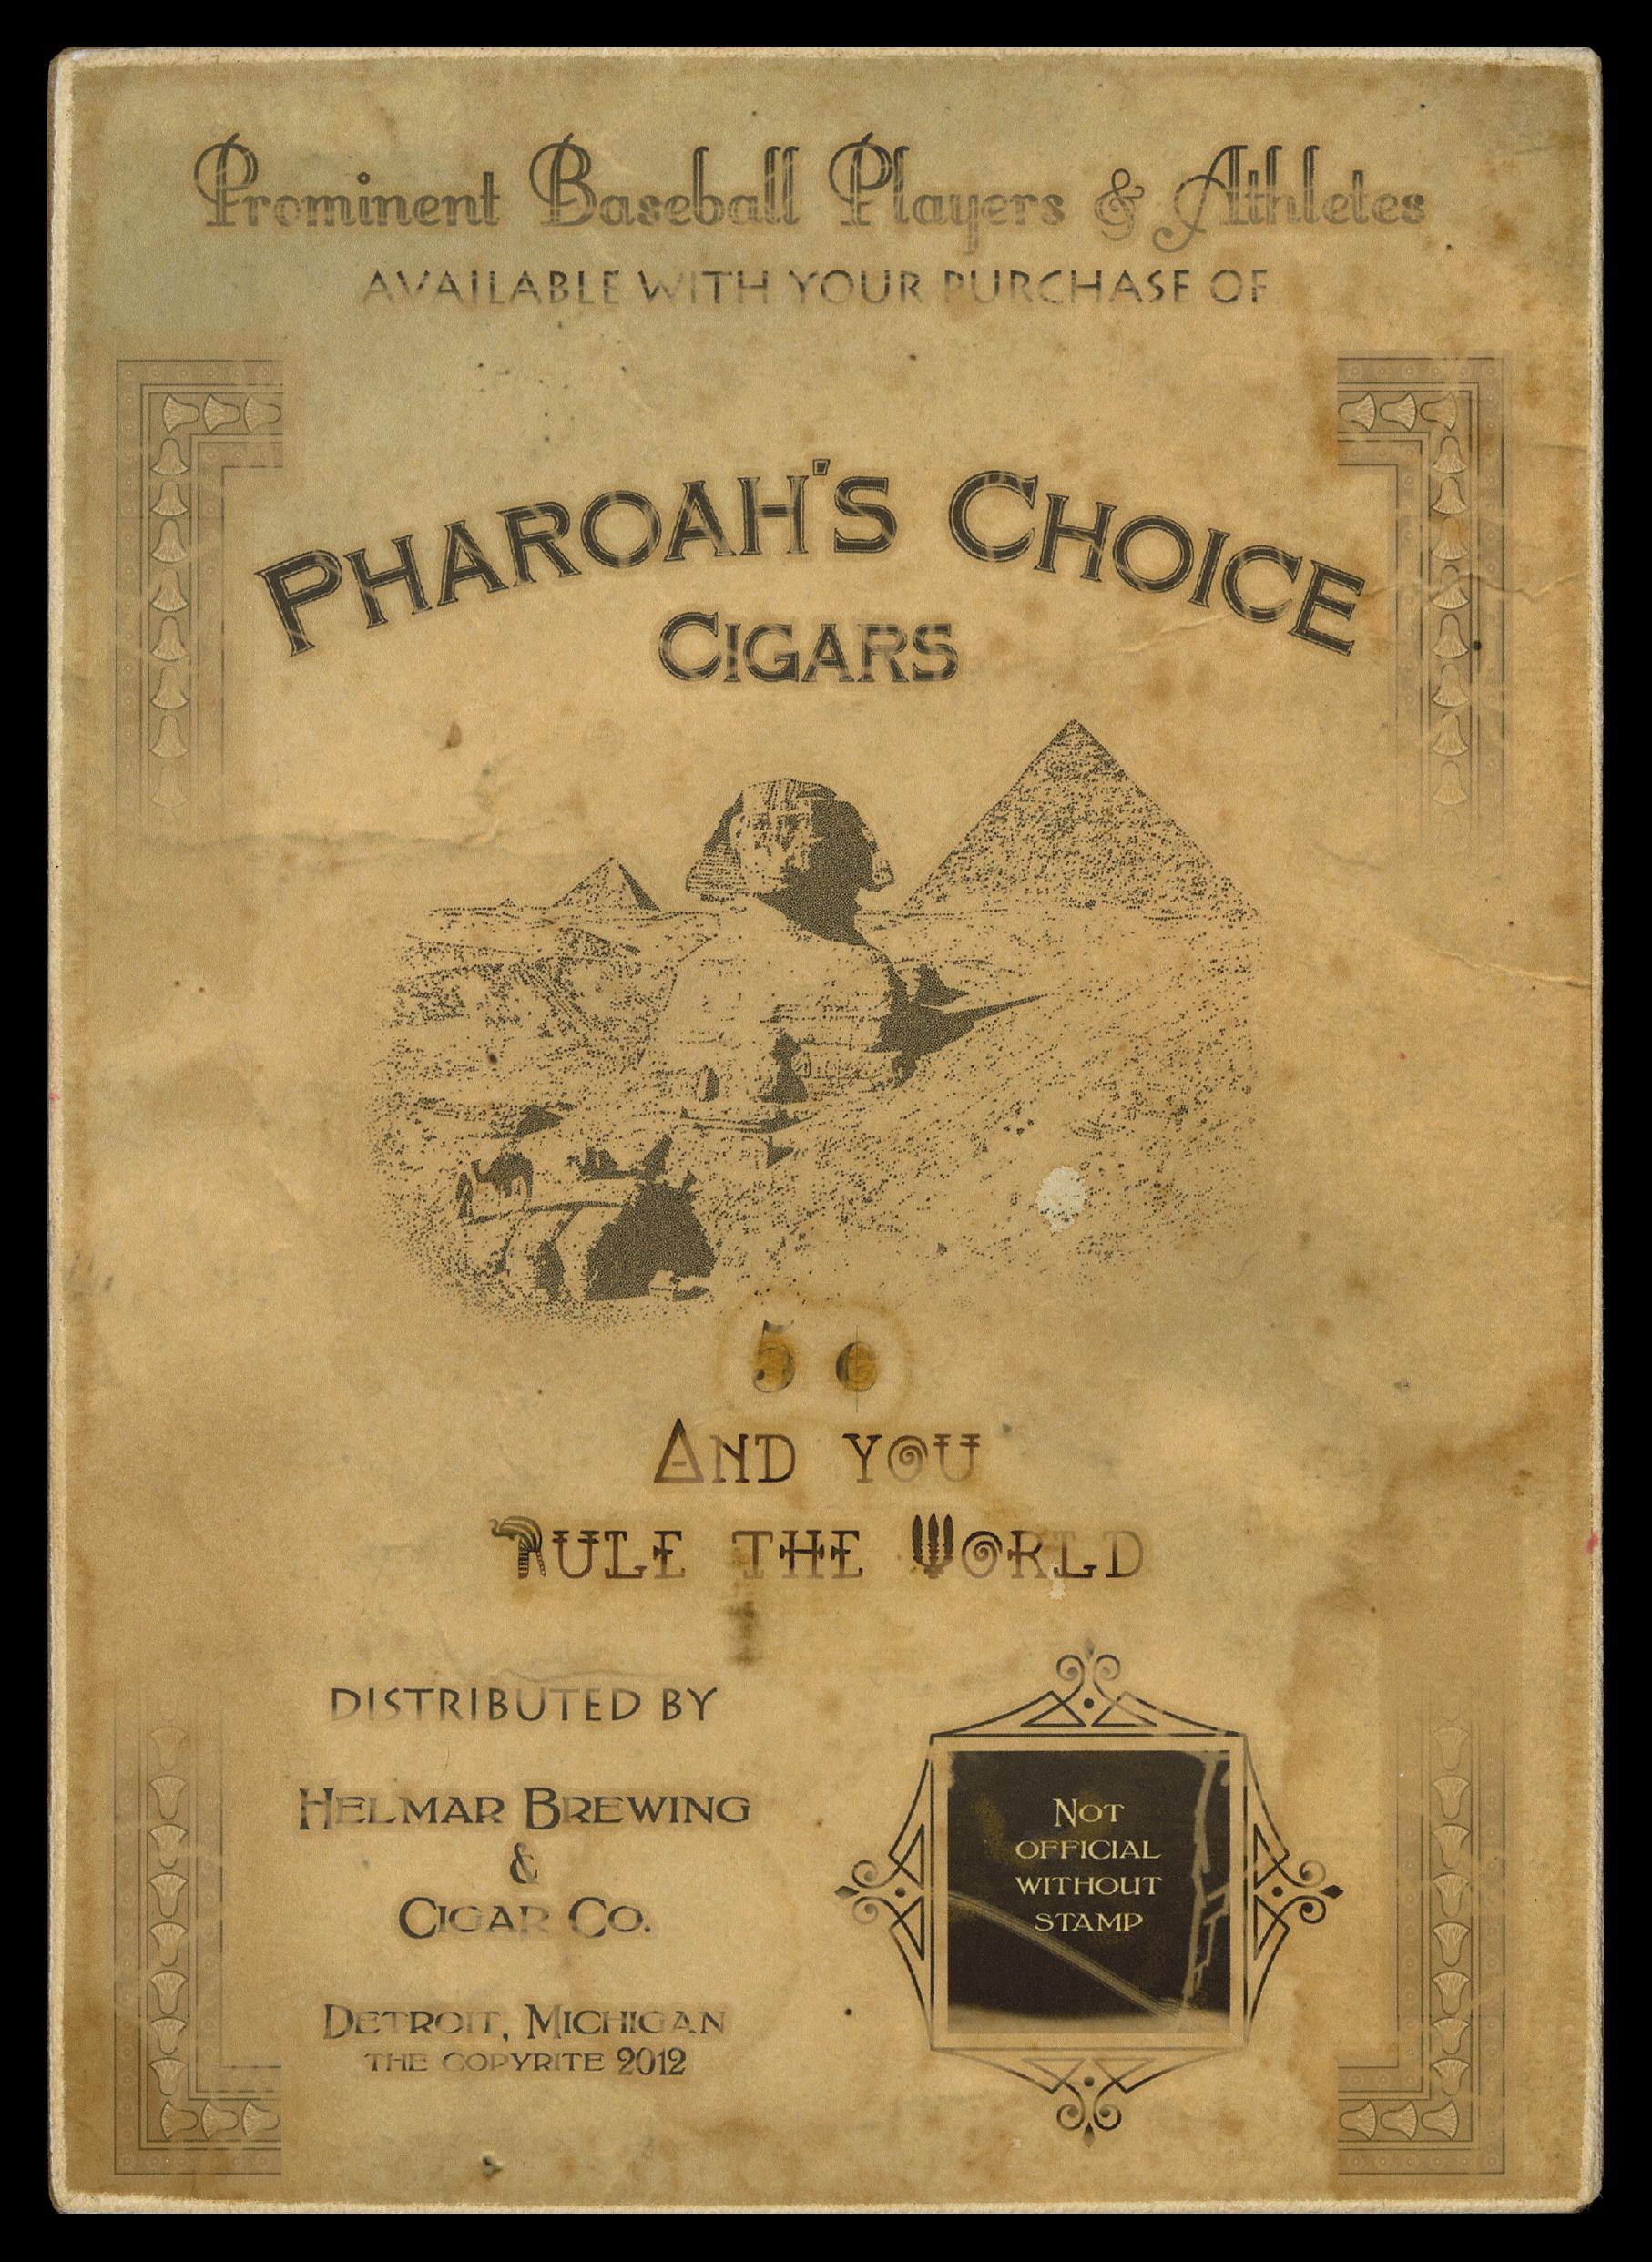 Prominent Baseball Players & Athletes
AVAILABLE WITH YOUR PURCHASE OF
PHAROAH'S CHOICE
CIGARS
5 ¢
AND YOU
RULE THE WORLD
DISTRIBUTED BY
HELMAR BREWING
&
CIGAR CO.
DETROIT, MICHIGAN
THE COPYRITE 2012
NOT
OFFICIAL
WITHOUT
STAMP